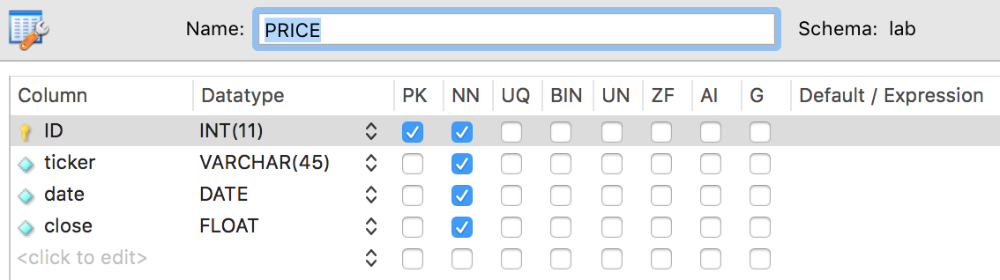 Name: PRICE Schema: lab
Column Datatype PK NN UQ BIN UN ZF AI G Default / Expression
ID INT(11)
ticker VARCHAR(45)
date DATE
close FLOAT
<click to edit>